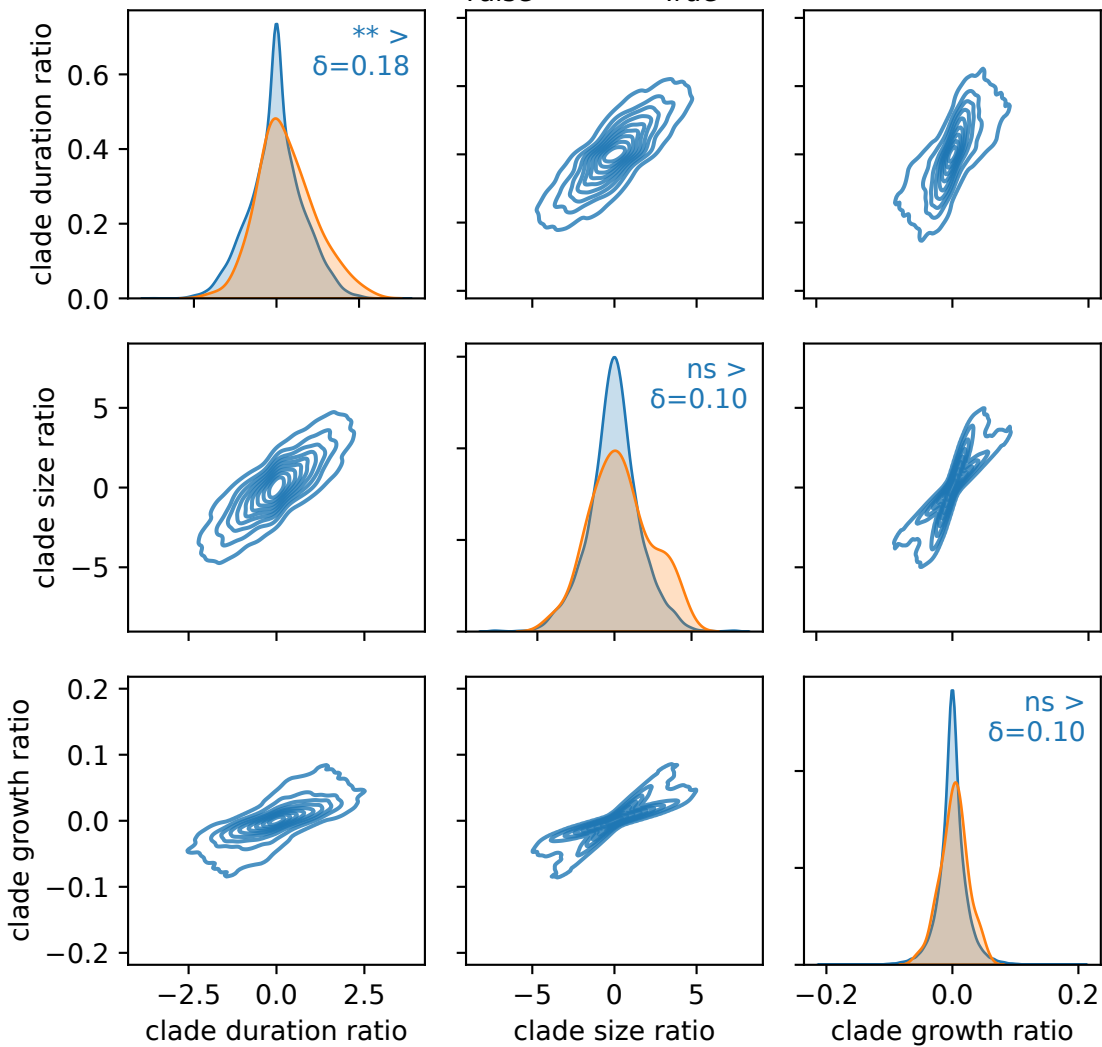 ** >
δ=0.18
clade duration ratio
0.6
0.4
0.2
0.0
ns >
δ=0.10
clade size ratio
5
0
−5
ns >
δ=0.10
clade growth ratio
0.2
0.1
0.0
−0.1
−0.2
−2.5 0.0 2.5
−5 0 5
−0.2 0.0 0.2
clade duration ratio
clade size ratio
clade growth ratio